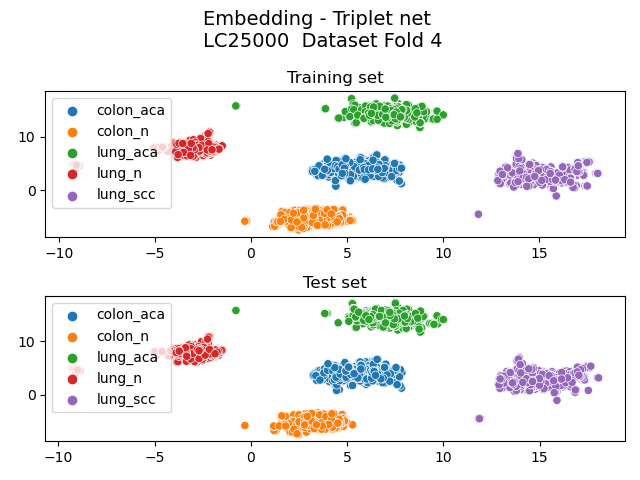 Embedding - Triplet net
LC25000  Dataset Fold 4
Training set
colon_aca
colon_n
lung_aca
lung_n
lung_scc
10
0
−10
−5
0
5
10
15
Test set
colon_aca
colon_n
lung_aca
lung_n
lung_scc
10
0
−10
−5
0
5
10
15